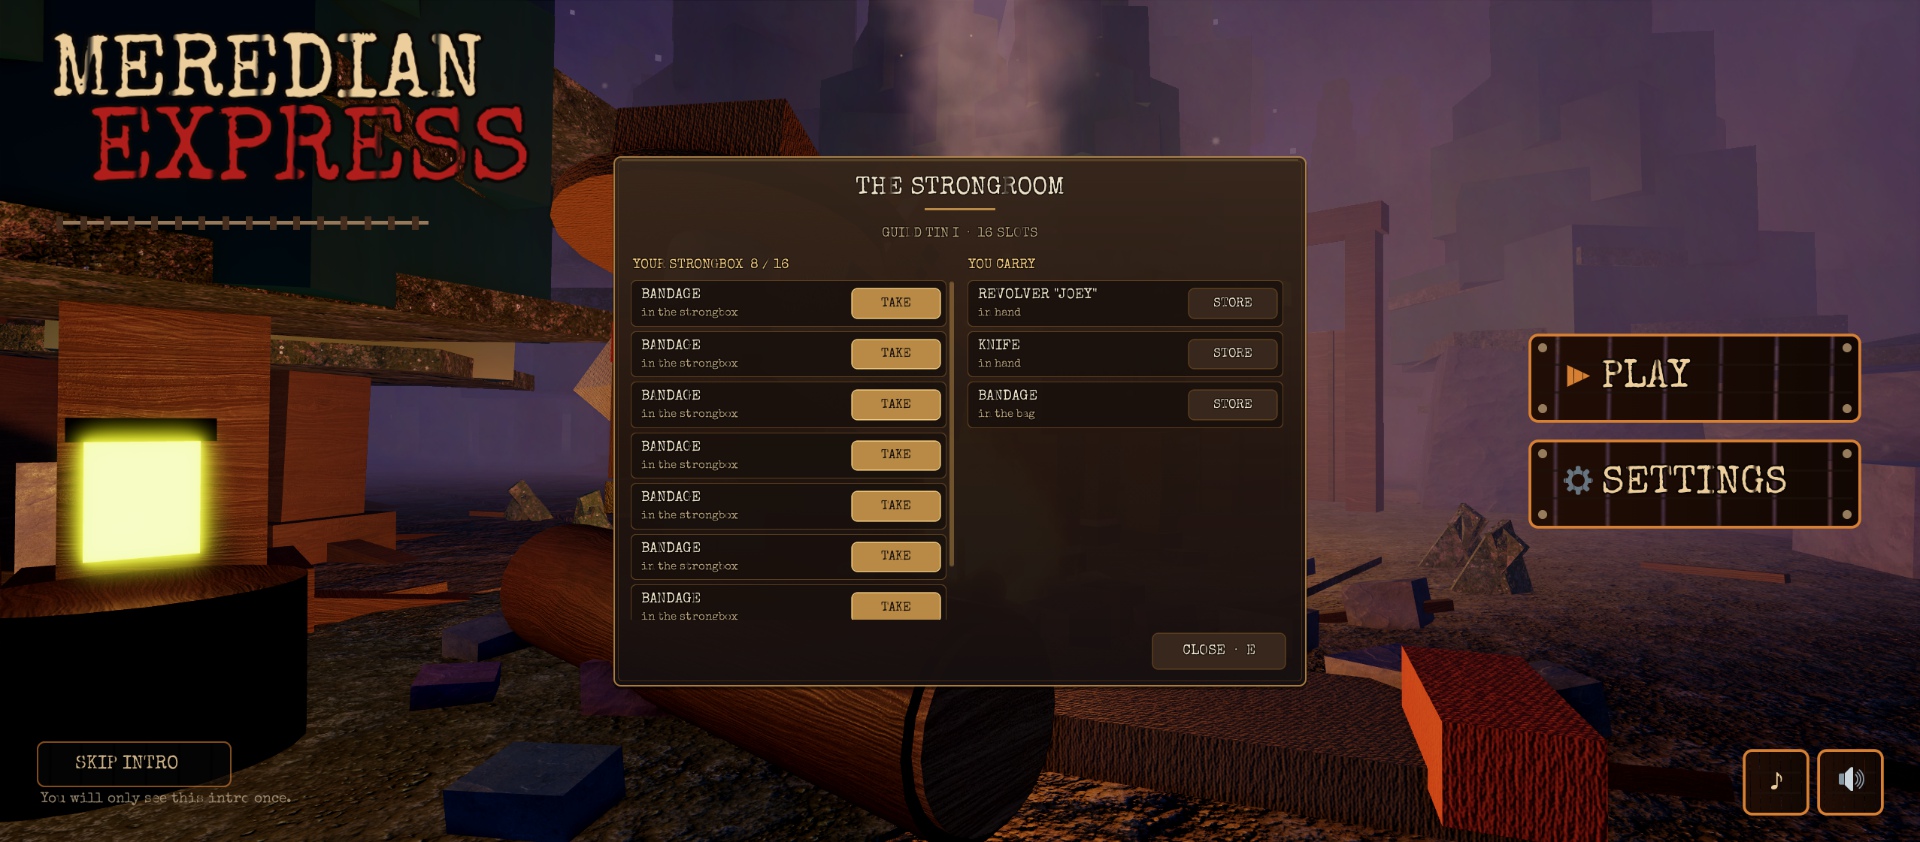 MEREDIAN
EXPRESS
THE STRONGROOM
GUILD TIN I · 16 SLOTS
YOUR STRONGBOX 8 / 16
BANDAGE
in the strongbox
TAKE
BANDAGE
in the strongbox
TAKE
BANDAGE
in the strongbox
TAKE
BANDAGE
in the strongbox
TAKE
BANDAGE
in the strongbox
TAKE
BANDAGE
in the strongbox
TAKE
BANDAGE
in the strongbox
TAKE
YOU CARRY
REVOLVER "JOEY"
in hand
STORE
KNIFE
in hand
STORE
BANDAGE
in the bag
STORE
CLOSE · E
PLAY
SETTINGS
SKIP INTRO
You will only see this intro once.